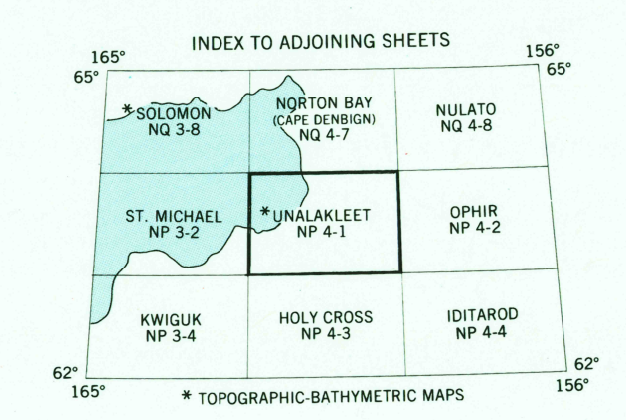 INDEX TO ADJOINING SHEETS
165° 156°
65° 65°
* SOLOMON
NQ 3-8
NORTON BAY
(CAPE DENBIGN)
NQ 4-7
NULATO
NQ 4-8
ST. MICHAEL
NP 3-2
* UNALAKLEET
NP 4-1
OPHIR
NP 4-2
KWIGUK
NP 3-4
HOLY CROSS
NP 4-3
IDITAROD
NP 4-4
62° 62°
165° 156°
* TOPOGRAPHIC-BATHYMETRIC MAPS